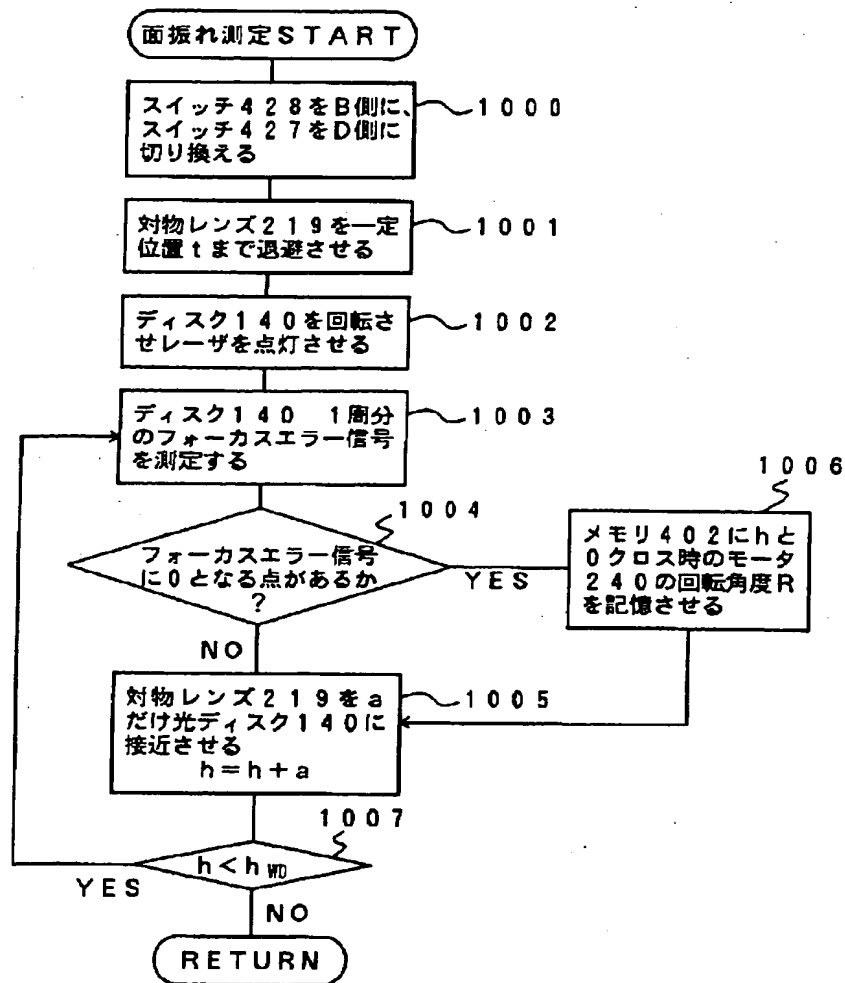 面振れ測定START
スイッチ428をB側に、
スイッチ427をD側に
切り換える
1000
対物レンズ219を一定
位置tまで退避させる
1001
ディスク140を回転さ
せレーザを点灯させる
1002
ディスク140 1周分
のフォーカスエラー信号
を測定する
1003
1004
フォーカスエラー信号
に0となる点があるか
?
YES
1006
メモリ402にhと
0クロス時のモータ
240の回転角度R
を記憶させる
NO
対物レンズ219をa
だけ光ディスク140に
接近させる
h=h+a
1005
1007
h<hWD
YES
NO
RETURN